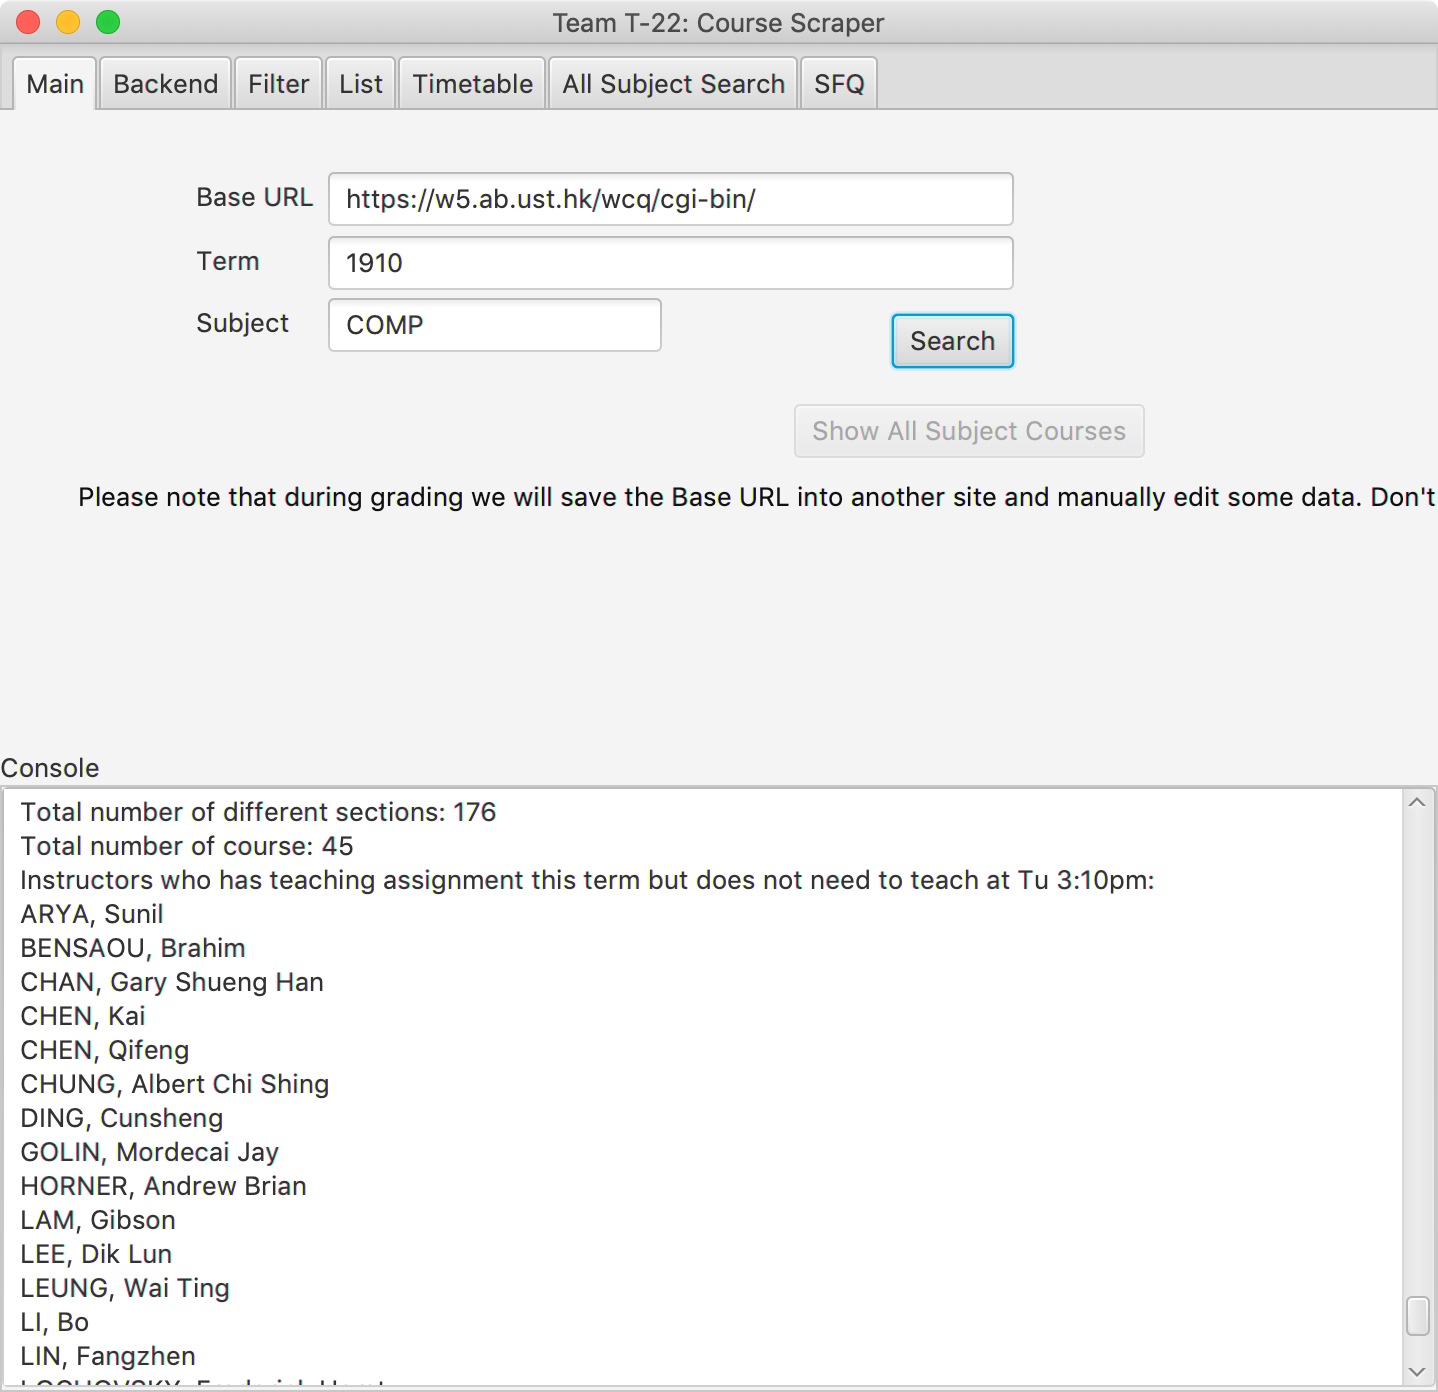 Team T-22: Course Scraper
Main Backend Filter List Timetable All Subject Search SFQ
Base URL https://w5.ab.ust.hk/wcq/cgi-bin/
Term 1910
Subject COMP
Search
Show All Subject Courses
Please note that during grading we will save the Base URL into another site and manually edit some data. Don't
Console
Total number of different sections: 176
Total number of course: 45
Instructors who has teaching assignment this term but does not need to teach at Tu 3:10pm:
ARYA, Sunil
BENSAOU, Brahim
CHAN, Gary Shueng Han
CHEN, Kai
CHEN, Qifeng
CHUNG, Albert Chi Shing
DING, Cunsheng
GOLIN, Mordecai Jay
HORNER, Andrew Brian
LAM, Gibson
LEE, Dik Lun
LEUNG, Wai Ting
LI, Bo
LIN, Fangzhen